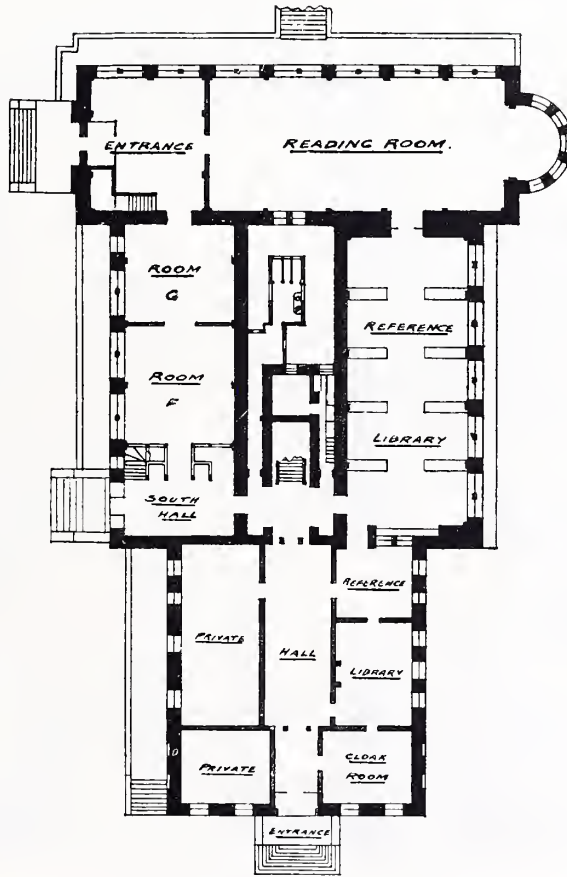 ENTRANCE
READING ROOM.
ROOM
G
REFERENCE
ROOM
F
LIBRARY
SOUTH
HALL
REFERENCE
PRIVATE
HALL
LIBRARY
PRIVATE
CLOAK
ROOM
ENTRANCE